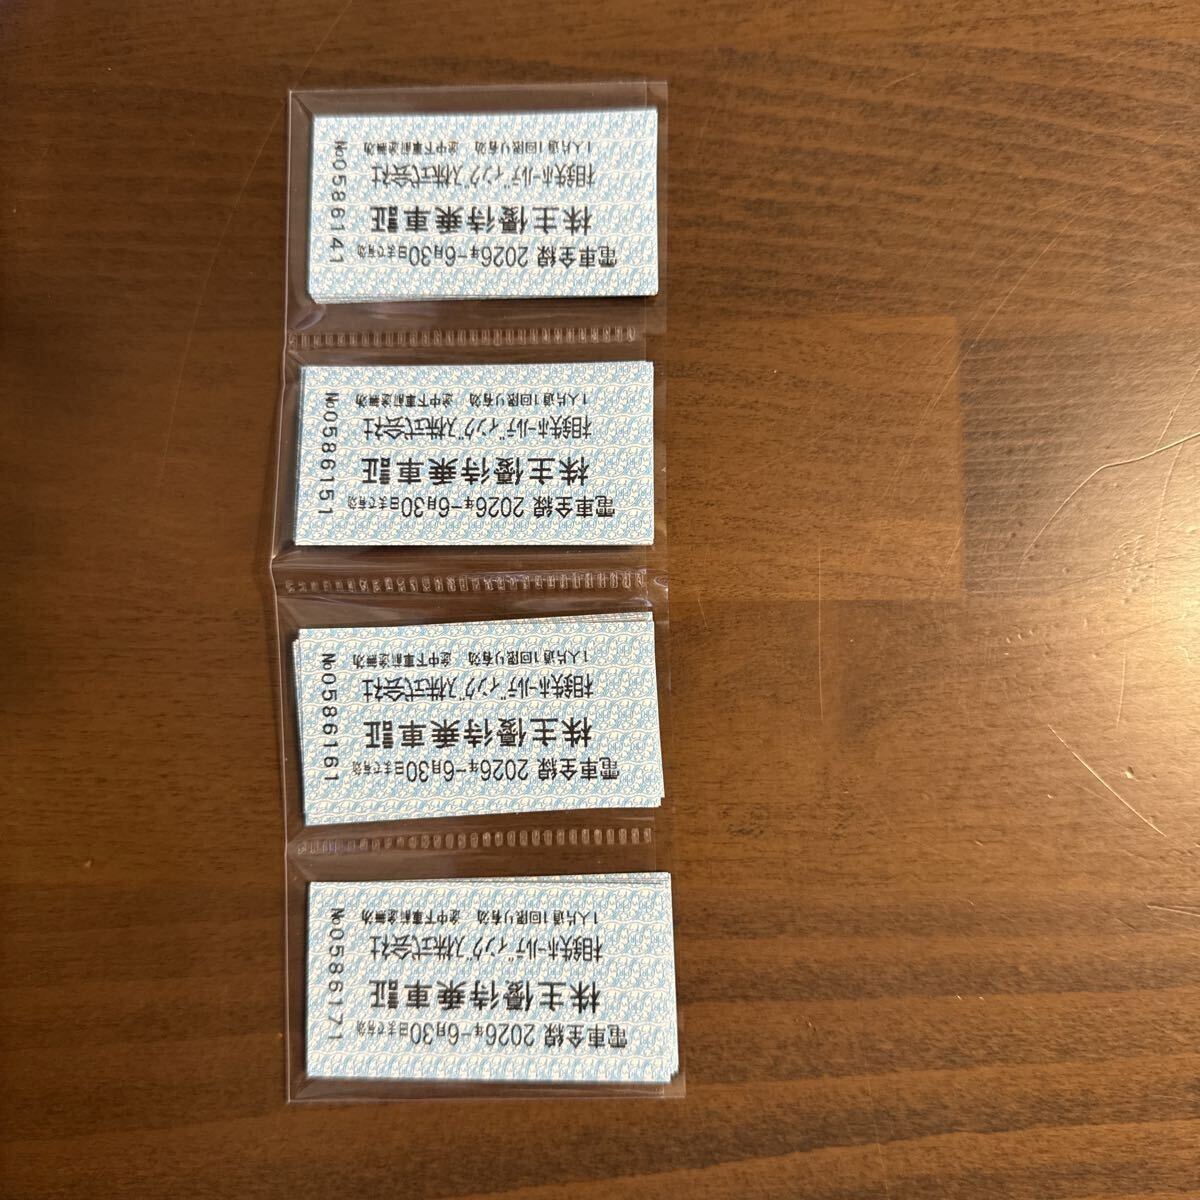 電車全線 2026年-6月30日まで有効
株主優待乗車証
相鉄ホールディングス株式会社
1人片道1回限り有効 途中下車前途無効
№0586171
電車全線 2026年-6月30日まで有効
株主優待乗車証
相鉄ホールディングス株式会社
1人片道1回限り有効 途中下車前途無効
№0586161
電車全線 2026年-6月30日まで有効
株主優待乗車証
相鉄ホールディングス株式会社
1人片道1回限り有効 途中下車前途無効
№0586151
電車全線 2026年-6月30日まで有効
株主優待乗車証
相鉄ホールディングス株式会社
1人片道1回限り有効 途中下車前途無効
№0586141